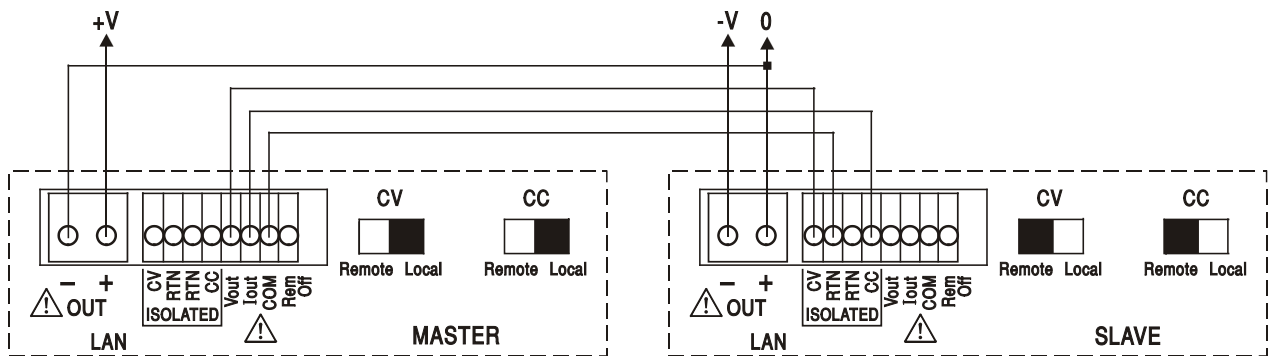 +V
-V 0
CV CC
Remote Local Remote Local
- +
OUT
CV
RTN
RTN
CC
Vout
Iout
COM
Rem
Off
ISOLATED
LAN
MASTER
CV CC
Remote Local Remote Local
- +
OUT
CV
RTN
RTN
CC
Vout
Iout
COM
Rem
Off
ISOLATED
LAN
SLAVE